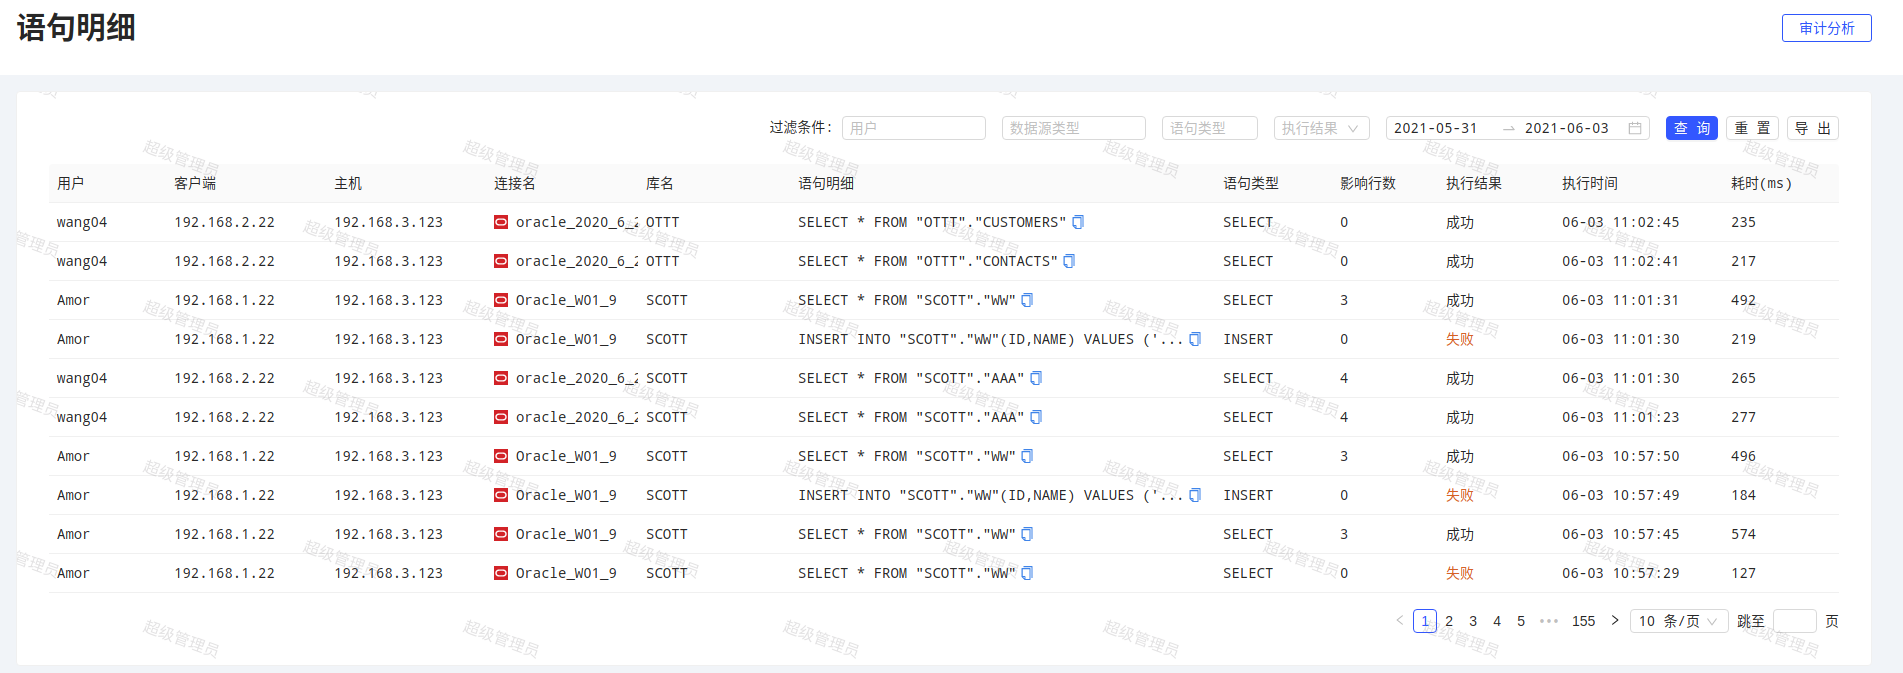 语句明细
审计分析
过滤条件: 用户 数据源类型 语句类型 执行结果 2021-05-31 → 2021-06-03 查 询 重 置 导 出
用户 客户端 主机 连接名 库名 语句明细 语句类型 影响行数 执行结果 执行时间 耗时(ms)
wang04 192.168.2.22 192.168.3.123 oracle_2020_6_2 OTTT SELECT * FROM "OTTT"."CUSTOMERS" SELECT 0 成功 06-03 11:02:45 235
wang04 192.168.2.22 192.168.3.123 oracle_2020_6_2 OTTT SELECT * FROM "OTTT"."CONTACTS" SELECT 0 成功 06-03 11:02:41 217
Amor 192.168.1.22 192.168.3.123 Oracle_W01_9 SCOTT SELECT * FROM "SCOTT"."WW" SELECT 3 成功 06-03 11:01:31 492
Amor 192.168.1.22 192.168.3.123 Oracle_W01_9 SCOTT INSERT INTO "SCOTT"."WW"(ID,NAME) VALUES ('... INSERT 0 失败 06-03 11:01:30 219
wang04 192.168.2.22 192.168.3.123 oracle_2020_6_2 SCOTT SELECT * FROM "SCOTT"."AAA" SELECT 4 成功 06-03 11:01:30 265
wang04 192.168.2.22 192.168.3.123 oracle_2020_6_2 SCOTT SELECT * FROM "SCOTT"."AAA" SELECT 4 成功 06-03 11:01:23 277
Amor 192.168.1.22 192.168.3.123 Oracle_W01_9 SCOTT SELECT * FROM "SCOTT"."WW" SELECT 3 成功 06-03 10:57:50 496
Amor 192.168.1.22 192.168.3.123 Oracle_W01_9 SCOTT INSERT INTO "SCOTT"."WW"(ID,NAME) VALUES ('... INSERT 0 失败 06-03 10:57:49 184
Amor 192.168.1.22 192.168.3.123 Oracle_W01_9 SCOTT SELECT * FROM "SCOTT"."WW" SELECT 3 成功 06-03 10:57:45 574
Amor 192.168.1.22 192.168.3.123 Oracle_W01_9 SCOTT SELECT * FROM "SCOTT"."WW" SELECT 0 失败 06-03 10:57:29 127
< 1 2 3 4 5 ••• 155 > 10 条/页 跳至 页
超级管理员